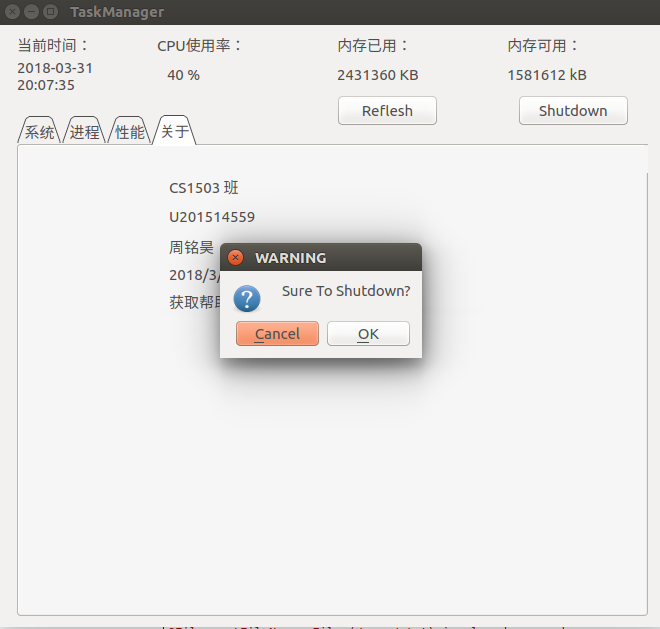 TaskManager
当前时间： CPU使用率： 内存已用： 内存可用：
2018-03-31
20:07:35
40 % 2431360 KB 1581612 kB
Reflesh Shutdown
系统 进程 性能 关于
CS1503 班
U201514559
周铭昊
2018/3/
获取帮
WARNING
Sure To Shutdown?
Cancel OK